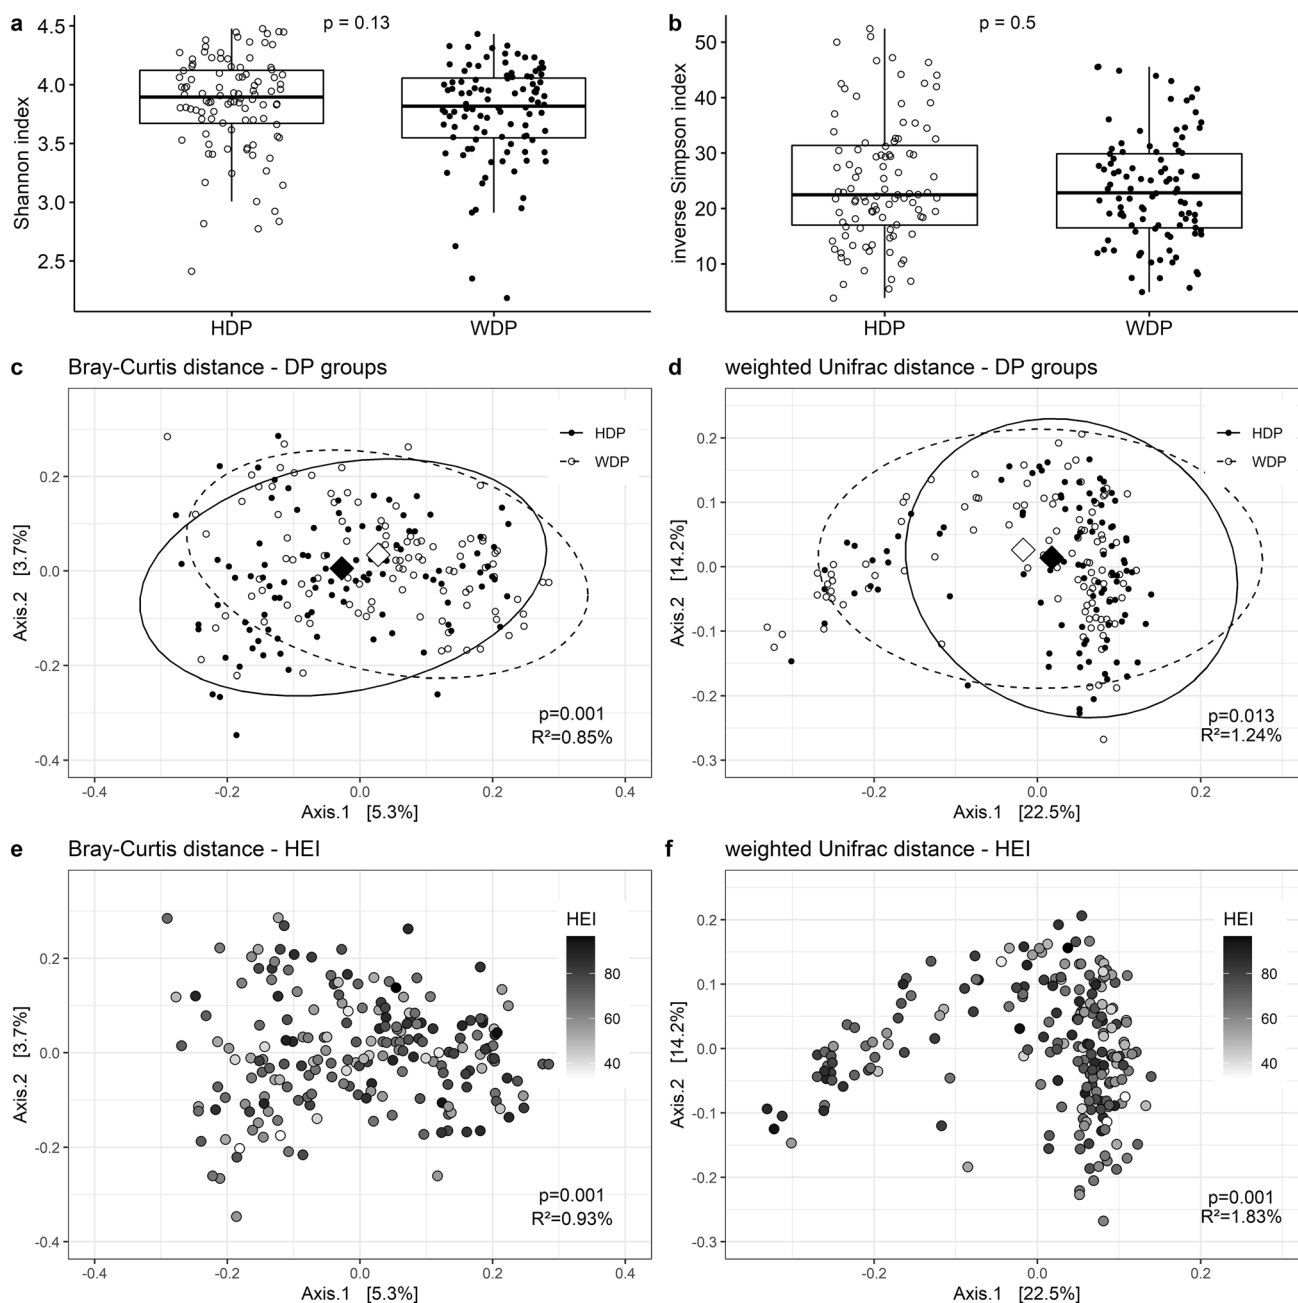 a
p = 0.13
4.5
4.0
3.5
3.0
2.5
Shannon index
HDP
WDP
b
p = 0.5
50
40
30
20
10
inverse Simpson index
HDP
WDP
c
Bray-Curtis distance - DP groups
HDP
WDP
0.2
0.0
-0.2
-0.4
Axis.2 [3.7%]
p=0.001
R²=0.85%
-0.4
-0.2
0.0
0.2
0.4
Axis.1 [5.3%]
d
weighted Unifrac distance - DP groups
HDP
WDP
0.2
0.1
0.0
-0.1
-0.2
-0.3
Axis.2 [14.2%]
p=0.013
R²=1.24%
-0.2
0.0
0.2
Axis.1 [22.5%]
e
Bray-Curtis distance - HEI
HEI
80
60
40
0.2
0.0
-0.2
-0.4
Axis.2 [3.7%]
p=0.001
R²=0.93%
-0.4
-0.2
0.0
0.2
0.4
Axis.1 [5.3%]
f
weighted Unifrac distance - HEI
HEI
80
60
40
0.2
0.1
0.0
-0.1
-0.2
-0.3
Axis.2 [14.2%]
p=0.001
R²=1.83%
-0.2
0.0
0.2
Axis.1 [22.5%]